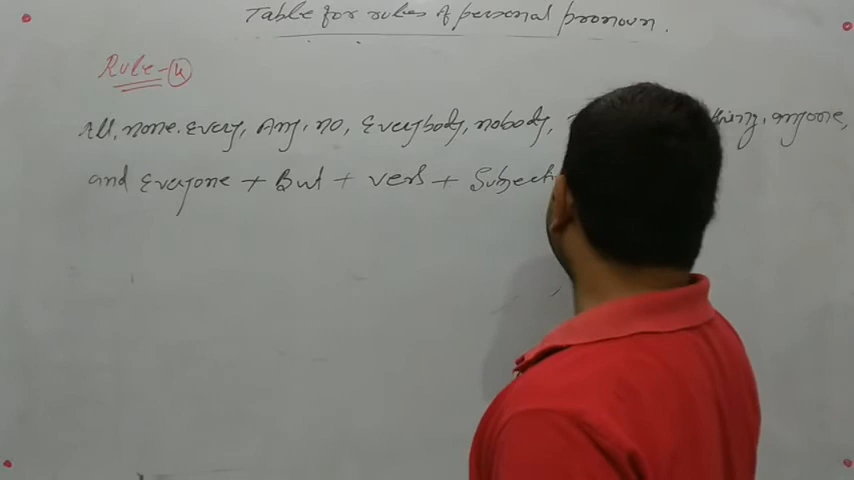 Table for rules of personal pronoun.
Rule-4
All, none, every, Any, no, Everybody, nobody, anyone,
and Everyone + But + verb + Subject